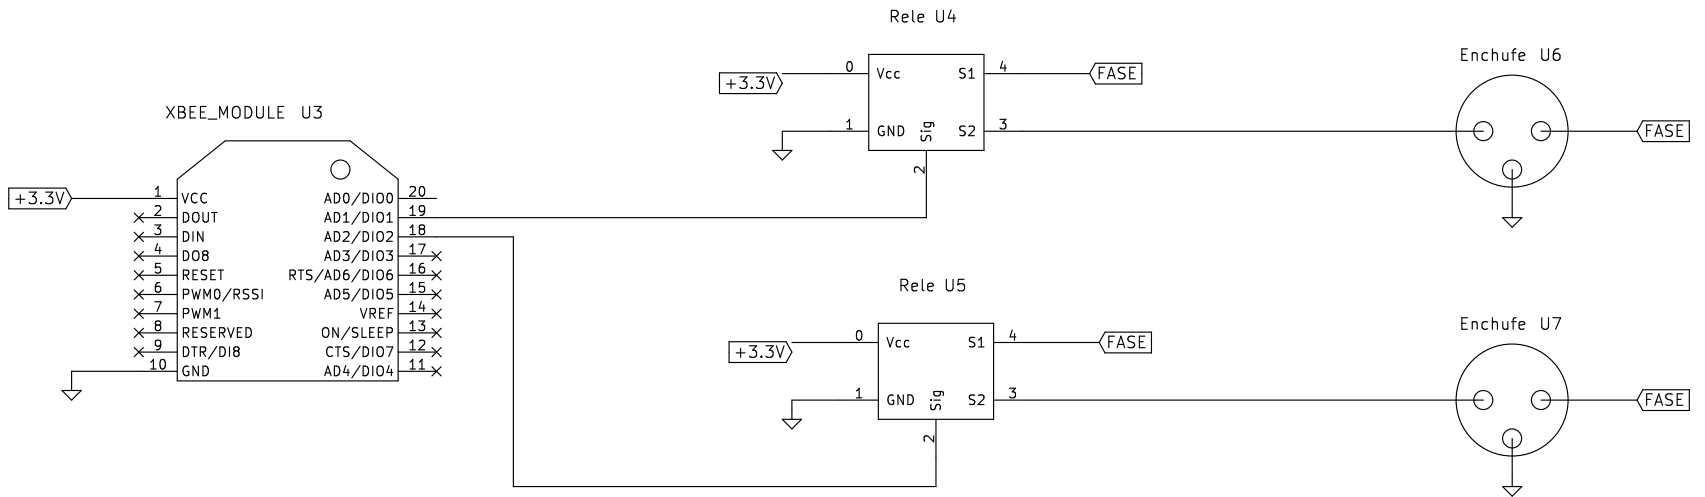 Rele U4
+3.3V
0 Vcc S1 4
FASE
1 GND Sig S2 3
2
Enchufe U6
FASE
XBEE_MODULE U3
+3.3V
1 VCC AD0/DIO0 20
2 DOUT AD1/DIO1 19
3 DIN AD2/DIO2 18
4 DO8 AD3/DIO3 17
5 RESET RTS/AD6/DIO6 16
6 PWM0/RSSI AD5/DIO5 15
7 PWM1 VREF 14
8 RESERVED ON/SLEEP 13
9 DTR/DI8 CTS/DIO7 12
10 GND AD4/DIO4 11
Rele U5
+3.3V
0 Vcc S1 4
FASE
1 GND Sig S2 3
2
Enchufe U7
FASE